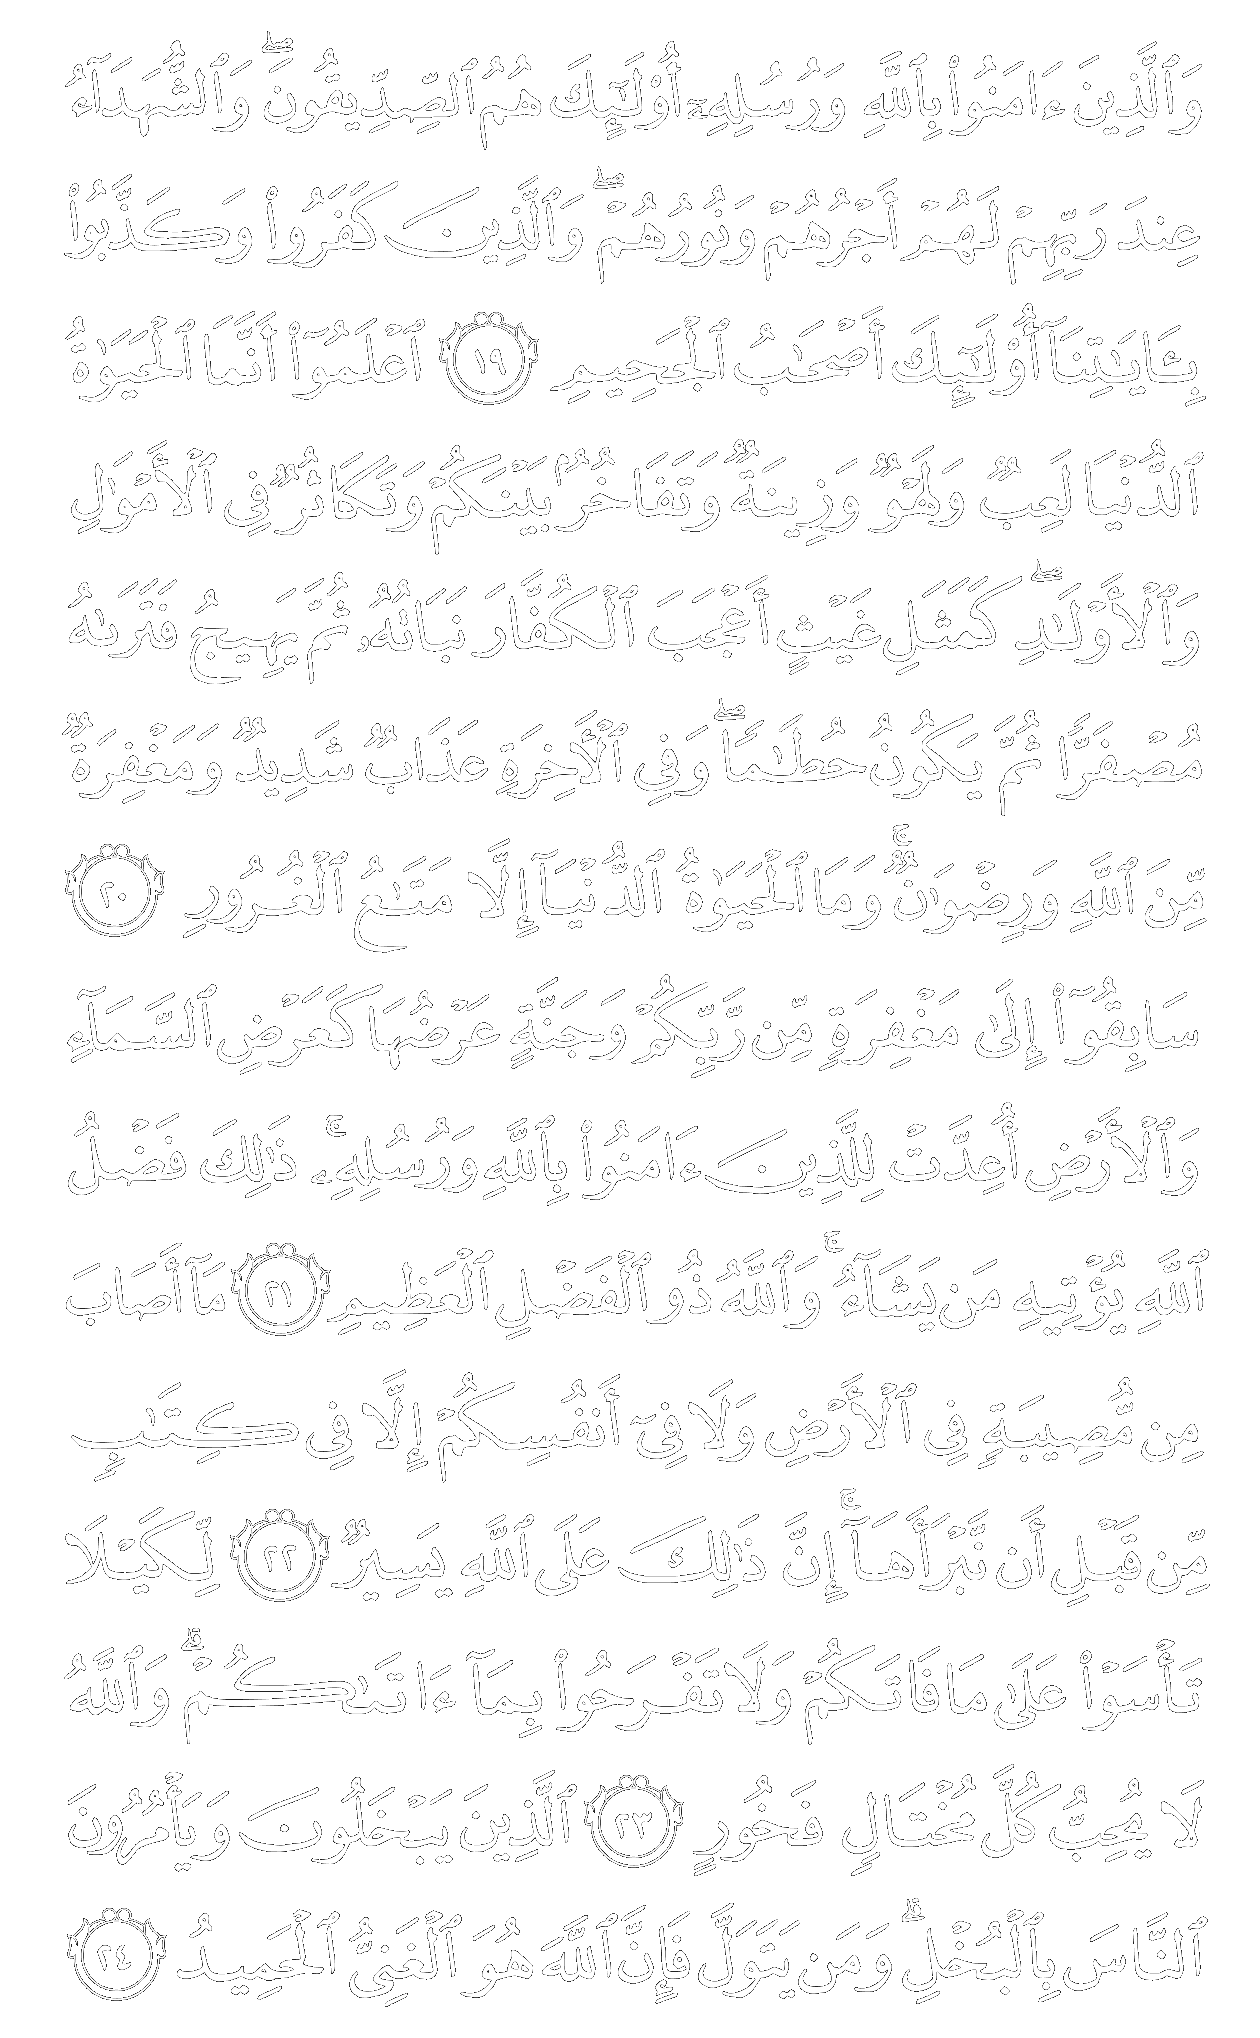 وَٱلَّذِينَ ءَامَنُوا۟ بِٱللَّهِ وَرُسُلِهِۦٓ أُو۟لَـٰٓئِكَ هُمُ ٱلصِّدِّيقُونَ ۖ وَٱلشُّهَدَآءُ
عِندَ رَبِّهِمْ لَهُمْ أَجْرُهُمْ وَنُورُهُمْ ۖ وَٱلَّذِينَ كَفَرُوا۟ وَكَذَّبُوا۟
بِـَٔايَـٰتِنَآ أُو۟لَـٰٓئِكَ أَصْحَـٰبُ ٱلْجَحِيمِ ١٩ ٱعْلَمُوٓا۟ أَنَّمَا ٱلْحَيَوٰةُ
ٱلدُّنْيَا لَعِبٌ وَلَهْوٌ وَزِينَةٌ وَتَفَاخُرٌۢ بَيْنَكُمْ وَتَكَاثُرٌ فِى ٱلْأَمْوَٰلِ
وَٱلْأَوْلَـٰدِ ۖ كَمَثَلِ غَيْثٍ أَعْجَبَ ٱلْكُفَّارَ نَبَاتُهُۥ ثُمَّ يَهِيجُ فَتَرَىٰهُ
مُصْفَرًّا ثُمَّ يَكُونُ حُطَـٰمًا ۖ وَفِى ٱلْـَٔاخِرَةِ عَذَابٌ شَدِيدٌ وَمَغْفِرَةٌ
مِّنَ ٱللَّهِ وَرِضْوَٰنٌ ۚ وَمَا ٱلْحَيَوٰةُ ٱلدُّنْيَآ إِلَّا مَتَـٰعُ ٱلْغُرُورِ ٢٠
سَابِقُوٓا۟ إِلَىٰ مَغْفِرَةٍ مِّن رَّبِّكُمْ وَجَنَّةٍ عَرْضُهَا كَعَرْضِ ٱلسَّمَآءِ
وَٱلْأَرْضِ أُعِدَّتْ لِلَّذِينَ ءَامَنُوا۟ بِٱللَّهِ وَرُسُلِهِۦ ۚ ذَٰلِكَ فَضْلُ
ٱللَّهِ يُؤْتِيهِ مَن يَشَآءُ ۚ وَٱللَّهُ ذُو ٱلْفَضْلِ ٱلْعَظِيمِ ٢١ مَآ أَصَابَ
مِن مُّصِيبَةٍ فِى ٱلْأَرْضِ وَلَا فِىٓ أَنفُسِكُمْ إِلَّا فِى كِتَـٰبٍ
مِّن قَبْلِ أَن نَّبْرَأَهَآ ۚ إِنَّ ذَٰلِكَ عَلَى ٱللَّهِ يَسِيرٌ ٢٢ لِّكَيْلَا
تَأْسَوْا۟ عَلَىٰ مَا فَاتَكُمْ وَلَا تَفْرَحُوا۟ بِمَآ ءَاتَىٰكُمْ ۗ وَٱللَّهُ
لَا يُحِبُّ كُلَّ مُخْتَالٍ فَخُورٍ ٢٣ ٱلَّذِينَ يَبْخَلُونَ وَيَأْمُرُونَ
ٱلنَّاسَ بِٱلْبُخْلِ ۗ وَمَن يَتَوَلَّ فَإِنَّ ٱللَّهَ هُوَ ٱلْغَنِىُّ ٱلْحَمِيدُ ٢٤